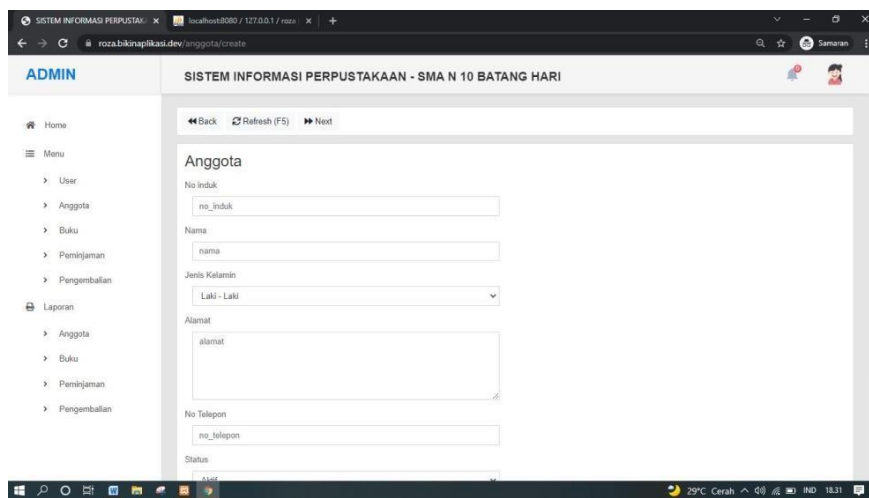 SISTEM INFORMASI PERPUSTAK
localhost:8080 / 127.0.0.1 / roza
roza.bikinaplikasi.dev/anggota/create
Samaran
ADMIN
SISTEM INFORMASI PERPUSTAKAAN - SMA N 10 BATANG HARI
0
Home
Menu
User
Anggota
Buku
Peminjaman
Pengembalian
Laporan
Anggota
Buku
Peminjaman
Pengembalian
Back Refresh (F5) Next
Anggota
No induk
no_induk
Nama
nama
Jenis Kelamin
Laki - Laki
Alamat
alamat
No Telepon
no_telepon
Status
Aktif
29°C Cerah IND 18.31